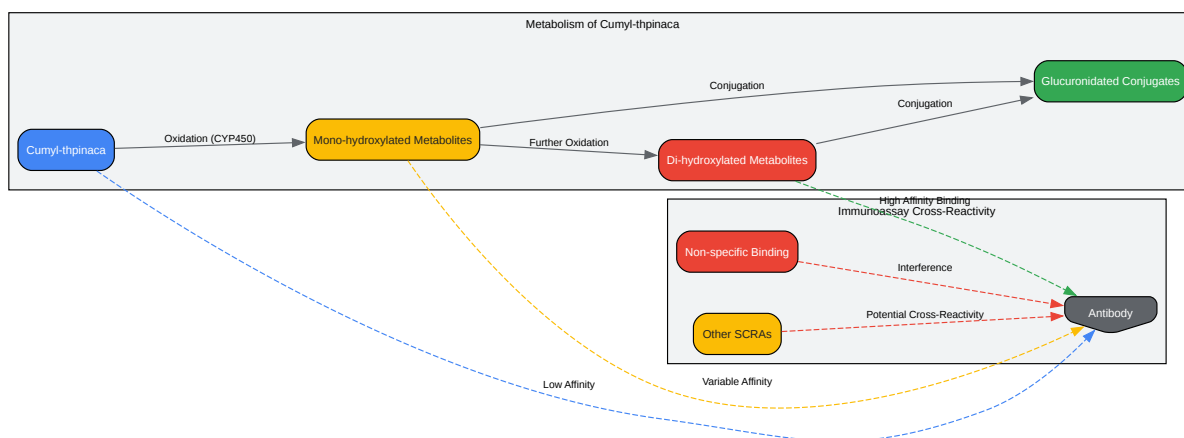 Metabolism of Cumyl-thpinaca
Conjugation
Glucuronidated Conjugates
Conjugation
Oxidation (CYP450)
Cumyl-thpinaca
Mono-hydroxylated Metabolites
Further Oxidation
Di-hydroxylated Metabolites
High Affinity Binding
Immunoassay Cross-Reactivity
Non-specific Binding
Interference
Antibody
Potential Cross-Reactivity
Other SCRAs
Low Affinity
Variable Affinity